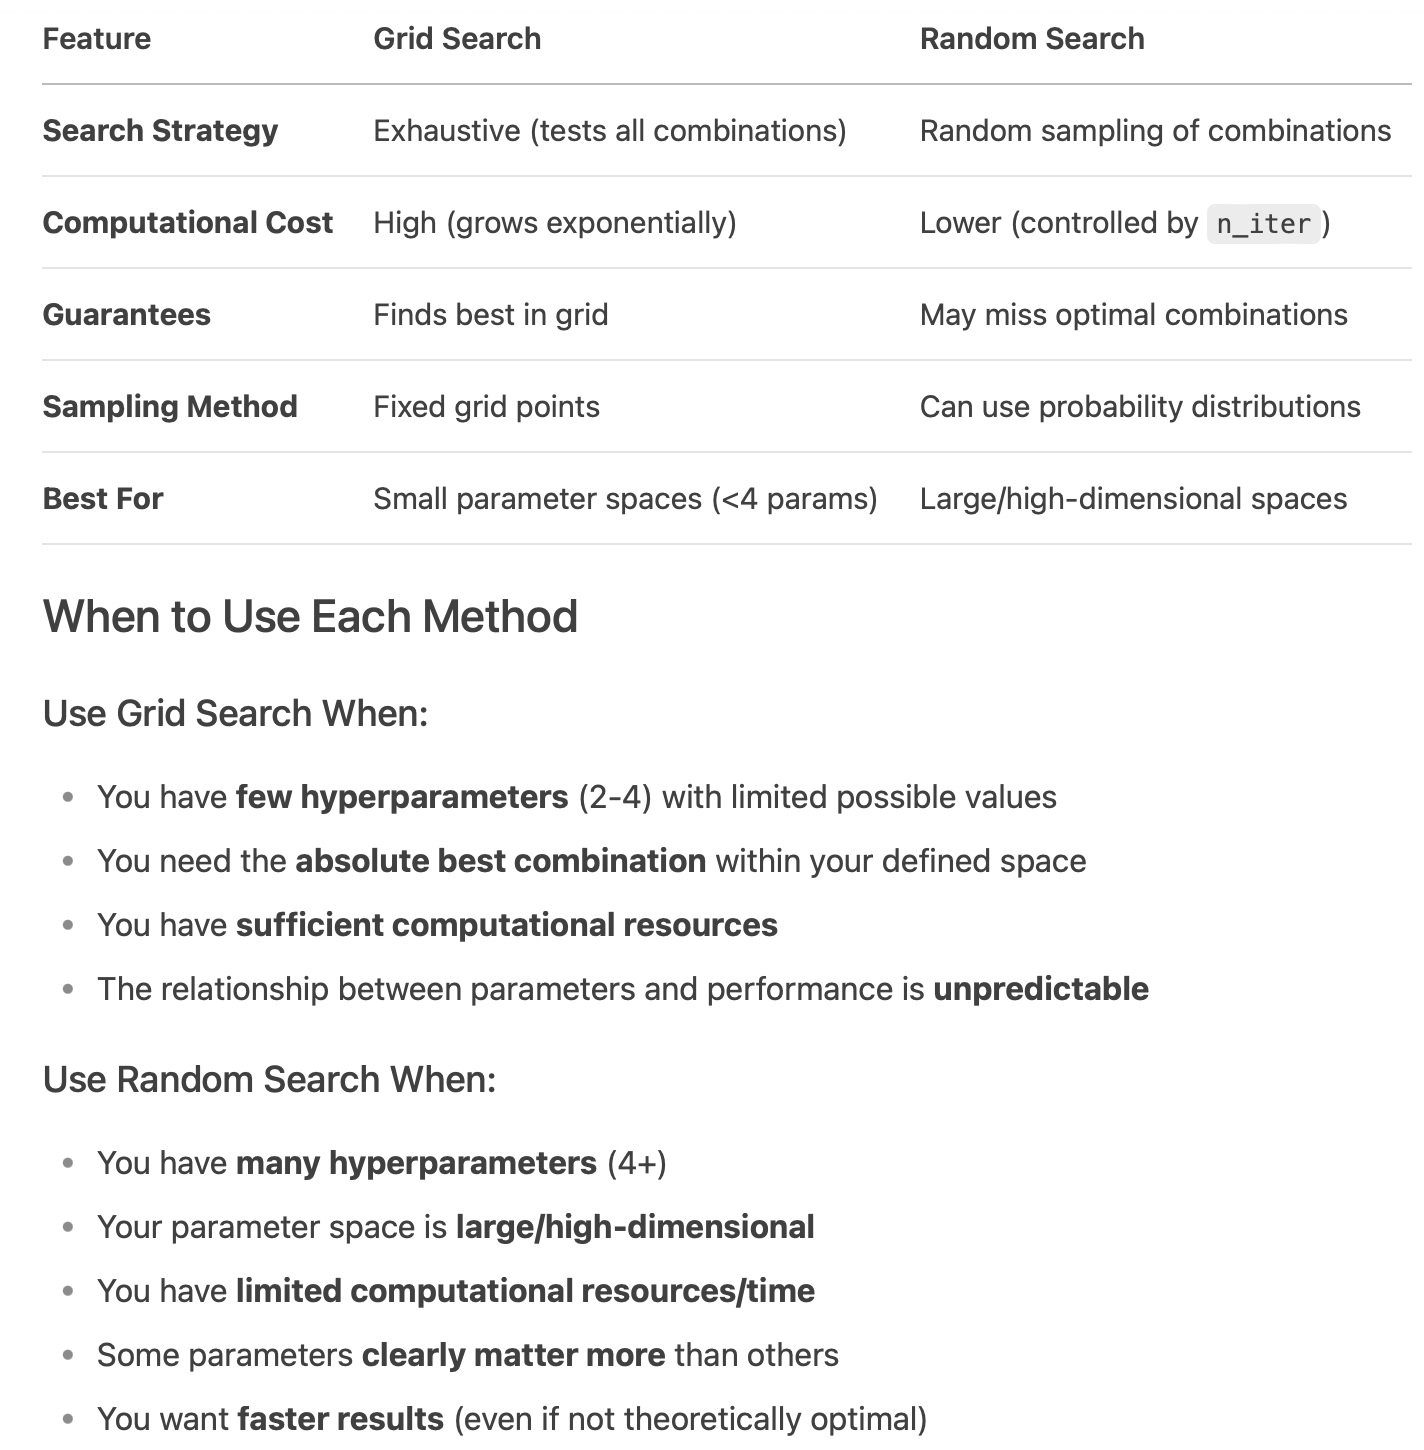 Feature Grid Search Random Search
Search Strategy Exhaustive (tests all combinations) Random sampling of combinations
Computational Cost High (grows exponentially) Lower (controlled by n_iter)
Guarantees Finds best in grid May miss optimal combinations
Sampling Method Fixed grid points Can use probability distributions
Best For Small parameter spaces (<4 params) Large/high-dimensional spaces
When to Use Each Method
Use Grid Search When:
• You have few hyperparameters (2-4) with limited possible values
• You need the absolute best combination within your defined space
• You have sufficient computational resources
• The relationship between parameters and performance is unpredictable
Use Random Search When:
• You have many hyperparameters (4+)
• Your parameter space is large/high-dimensional
• You have limited computational resources/time
• Some parameters clearly matter more than others
• You want faster results (even if not theoretically optimal)